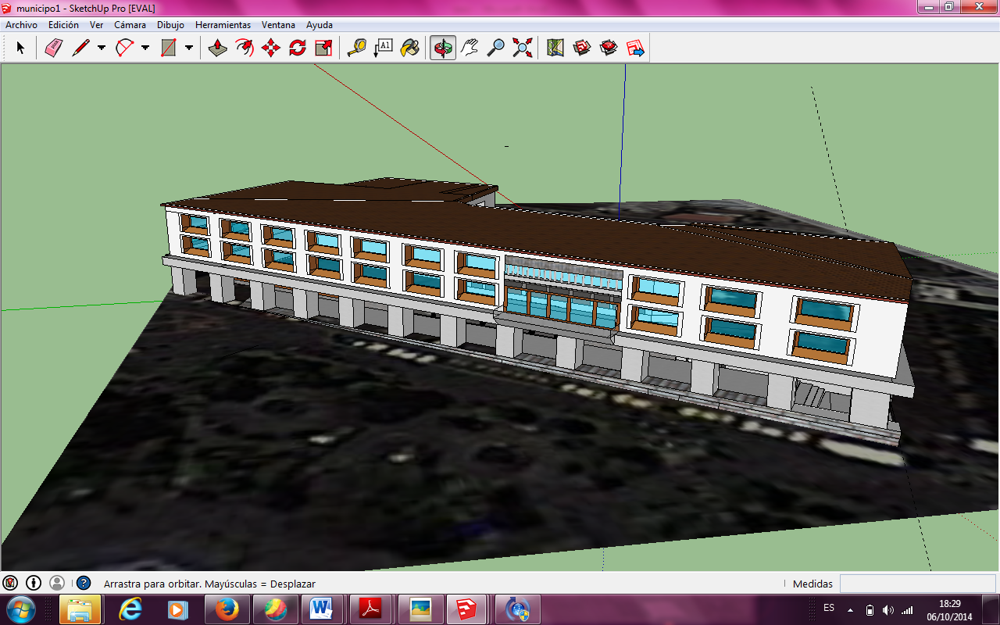 municipo1 - SketchUp Pro [EVAL]
Archivo Edición Ver Cámara Dibujo Herramientas Ventana Ayuda
A1
Arrastra para orbitar. Mayúsculas = Desplazar
Medidas
ES
18:29
06/10/2014